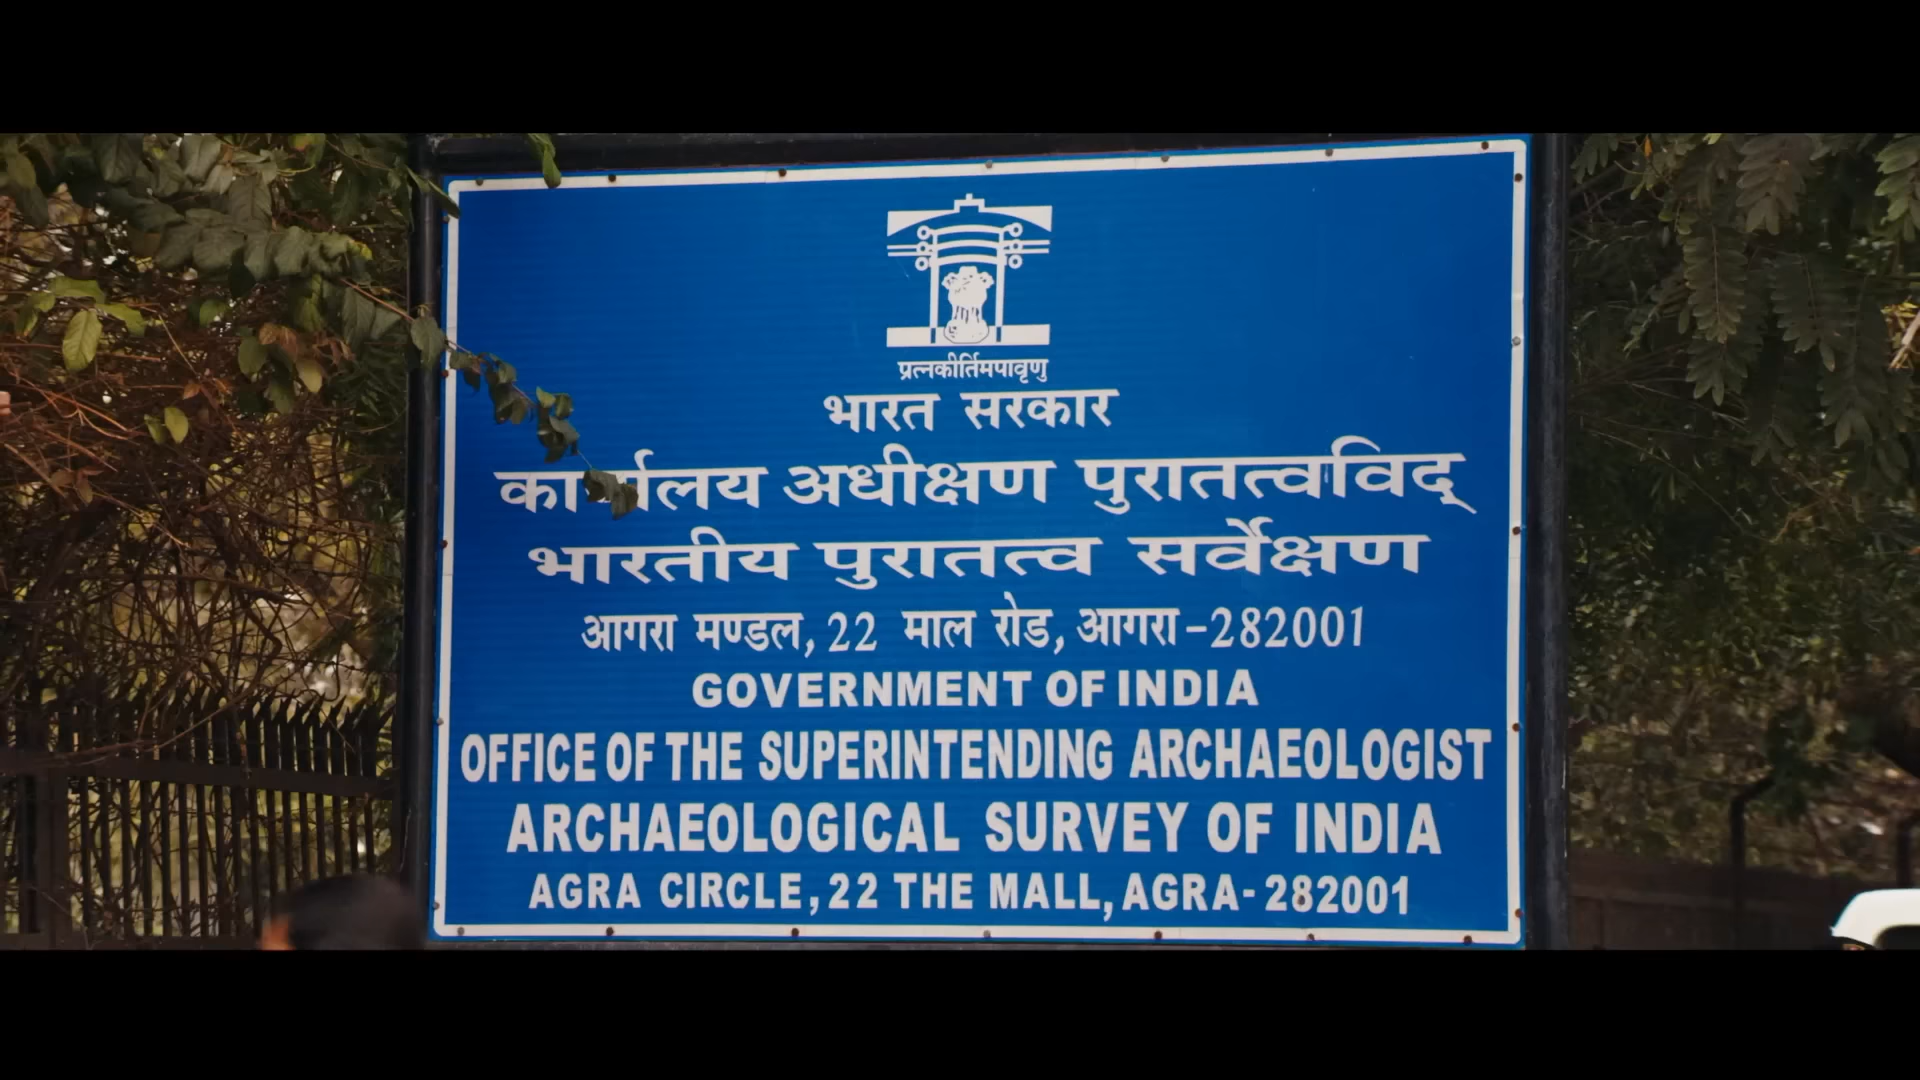 प्रत्नकीर्तिमपावृणु
भारत सरकार
कार्यालय अधीक्षण पुरातत्वविद्
भारतीय पुरातत्व सर्वेक्षण
आगरा मण्डल, 22 माल रोड, आगरा-282001
GOVERNMENT OF INDIA
OFFICE OF THE SUPERINTENDING ARCHAEOLOGIST
ARCHAEOLOGICAL SURVEY OF INDIA
AGRA CIRCLE, 22 THE MALL, AGRA-282001